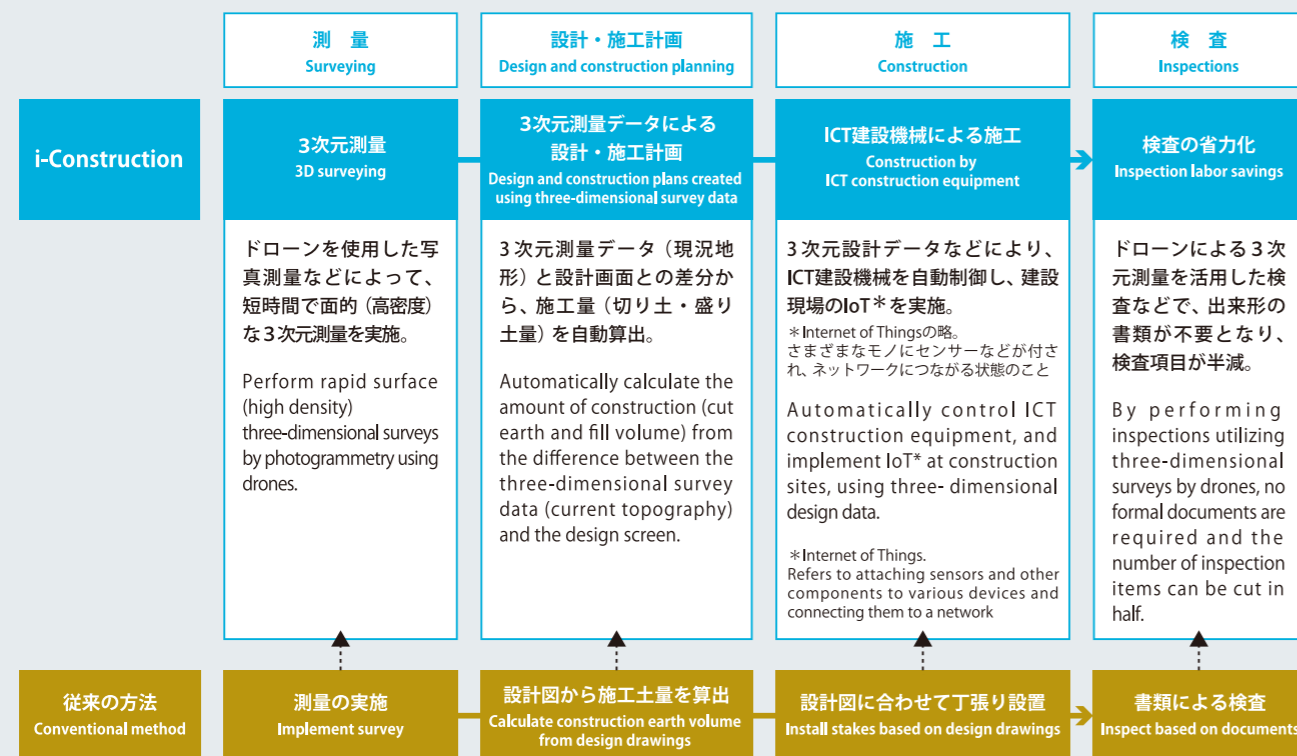 測　量
Surveying
設計・施工計画
Design and construction planning
施　工
Construction
検　査
Inspections
i-Construction
3次元測量
3D surveying
3次元測量データによる
設計・施工計画
Design and construction plans created
using three-dimensional survey data
ICT建設機械による施工
Construction by
ICT construction equipment
検査の省力化
Inspection labor savings
ドローンを使用した写
真測量などによって、
短時間で面的（高密度）
な3次元測量を実施。
Perform rapid surface
(high density)
three-dimensional surveys
by photogrammetry using
drones.
3次元測量データ（現況地
形）と設計画面との差分か
ら、施工量（切り土・盛り
土量）を自動算出。
Automatically calculate the
amount of construction (cut
earth and fill volume) from
the difference between the
three-dimensional survey
data (current topography)
and the design screen.
3次元設計データなどにより、
ICT建設機械を自動制御し、建設
現場のIoT＊を実施。
＊Internet of Thingsの略。
さまざまなモノにセンサーなどが付さ
れ、ネットワークにつながる状態のこと
Automatically control ICT
construction equipment, and
implement IoT* at construction
sites, using three- dimensional
design data.
＊Internet of Things.
Refers to attaching sensors and other
components to various devices and
connecting them to a network
ドローンによる3次
元測量を活用した検
査などで、出来形の
書類が不要となり、
検査項目が半減。
By performing
inspections utilizing
three-dimensional
surveys by drones, no
formal documents are
required and the
number of inspection
items can be cut in
half.
従来の方法
Conventional method
測量の実施
Implement survey
設計図から施工土量を算出
Calculate construction earth volume
from design drawings
設計図に合わせて丁張り設置
Install stakes based on design drawings
書類による検査
Inspect based on documents